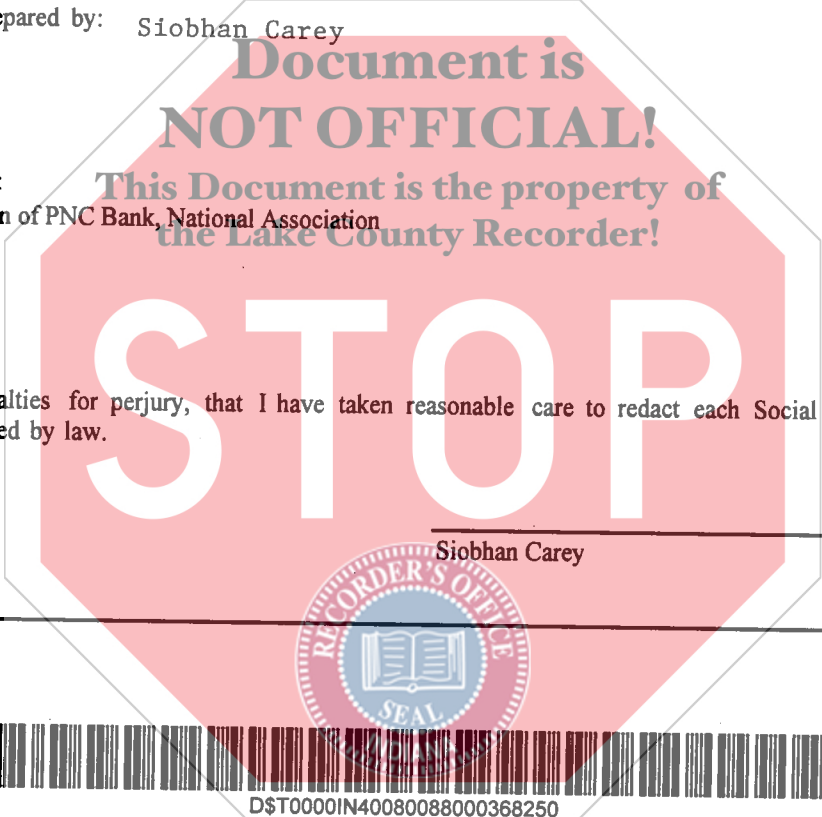 epared by: Siobhan Carey
Document is
NOT OFFICIAL!
:
This Document is the property of
n of PNC Bank, National Association
the Lake County Recorder!
STOP
alties for perjury, that I have taken reasonable care to redact each Social
ed by law.
Siobhan Carey
RECORDER'S OFFICE
SEAL
INDIANA
D$T0000IN40080088000368250